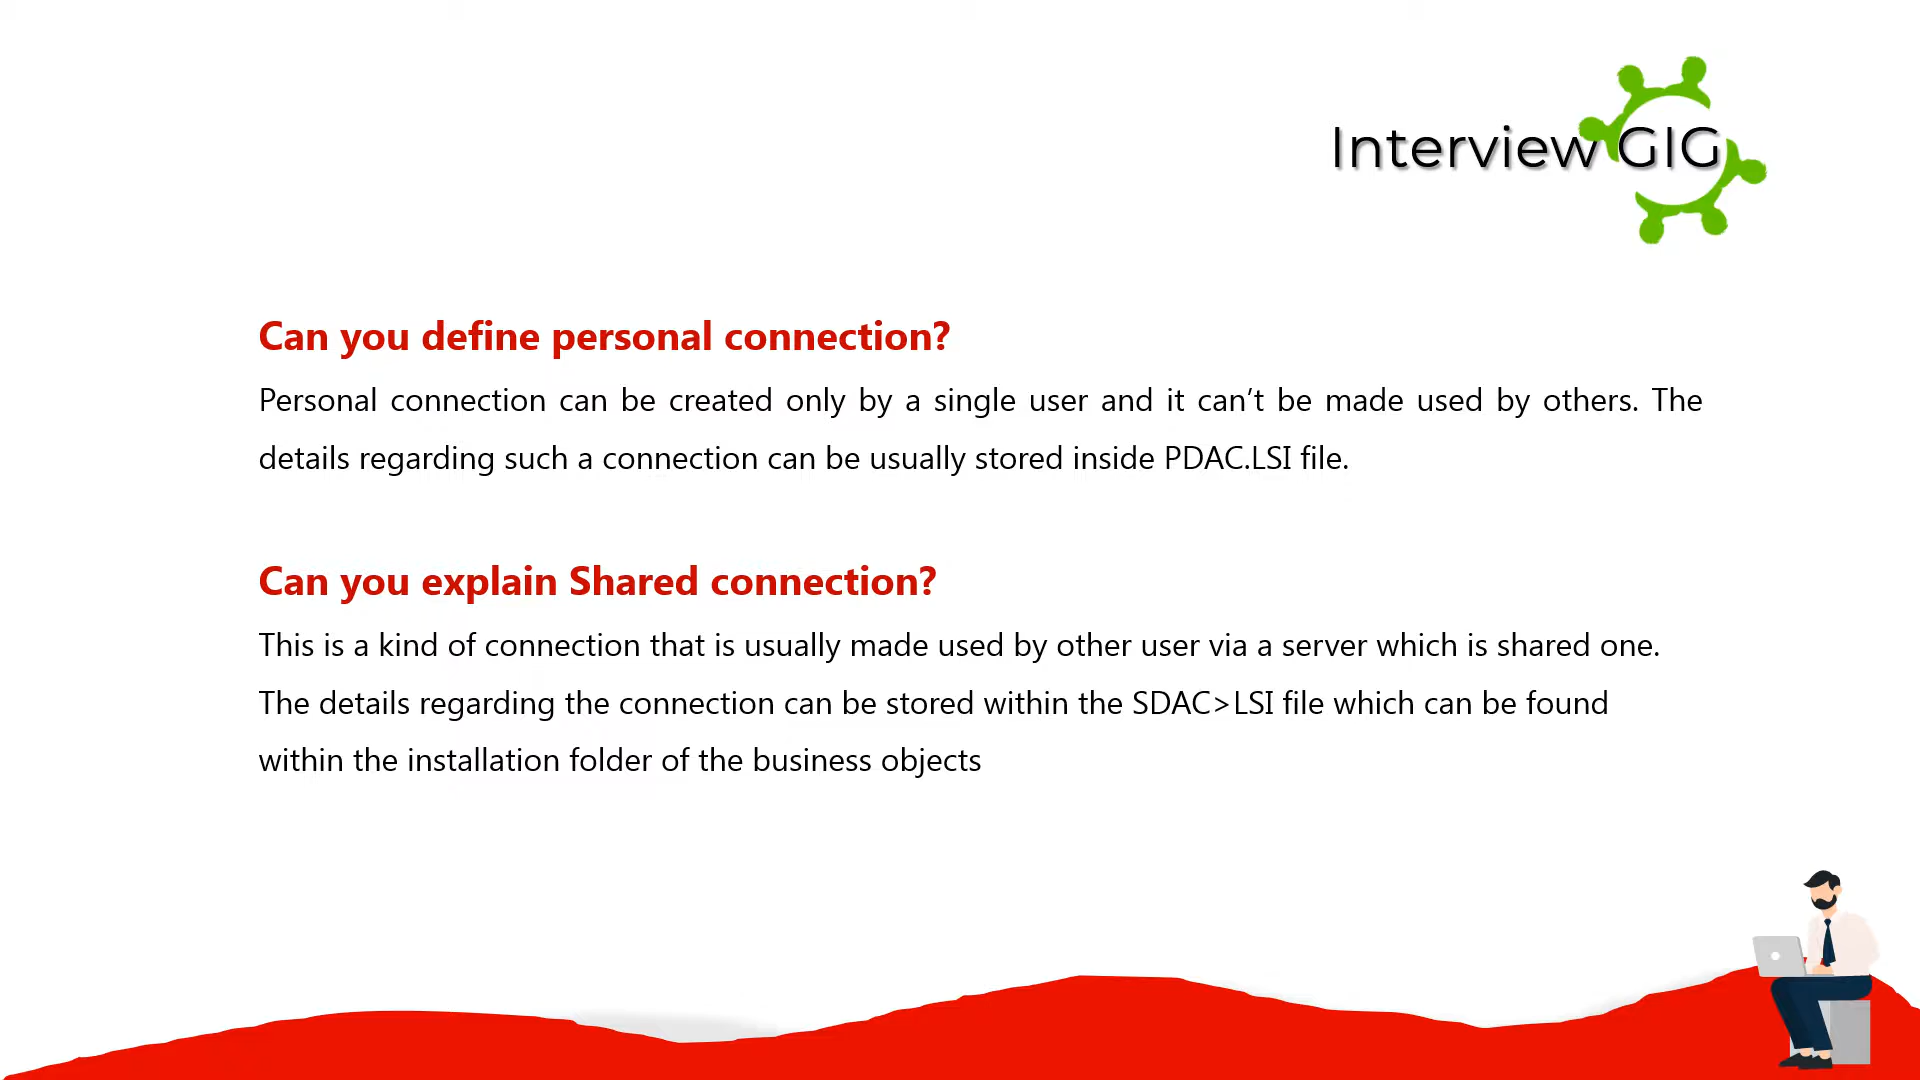 Interview GIG
Can you define personal connection?
Personal connection can be created only by a single user and it can’t be made used by others. The
details regarding such a connection can be usually stored inside PDAC.LSI file.
Can you explain Shared connection?
This is a kind of connection that is usually made used by other user via a server which is shared one.
The details regarding the connection can be stored within the SDAC>LSI file which can be found
within the installation folder of the business objects